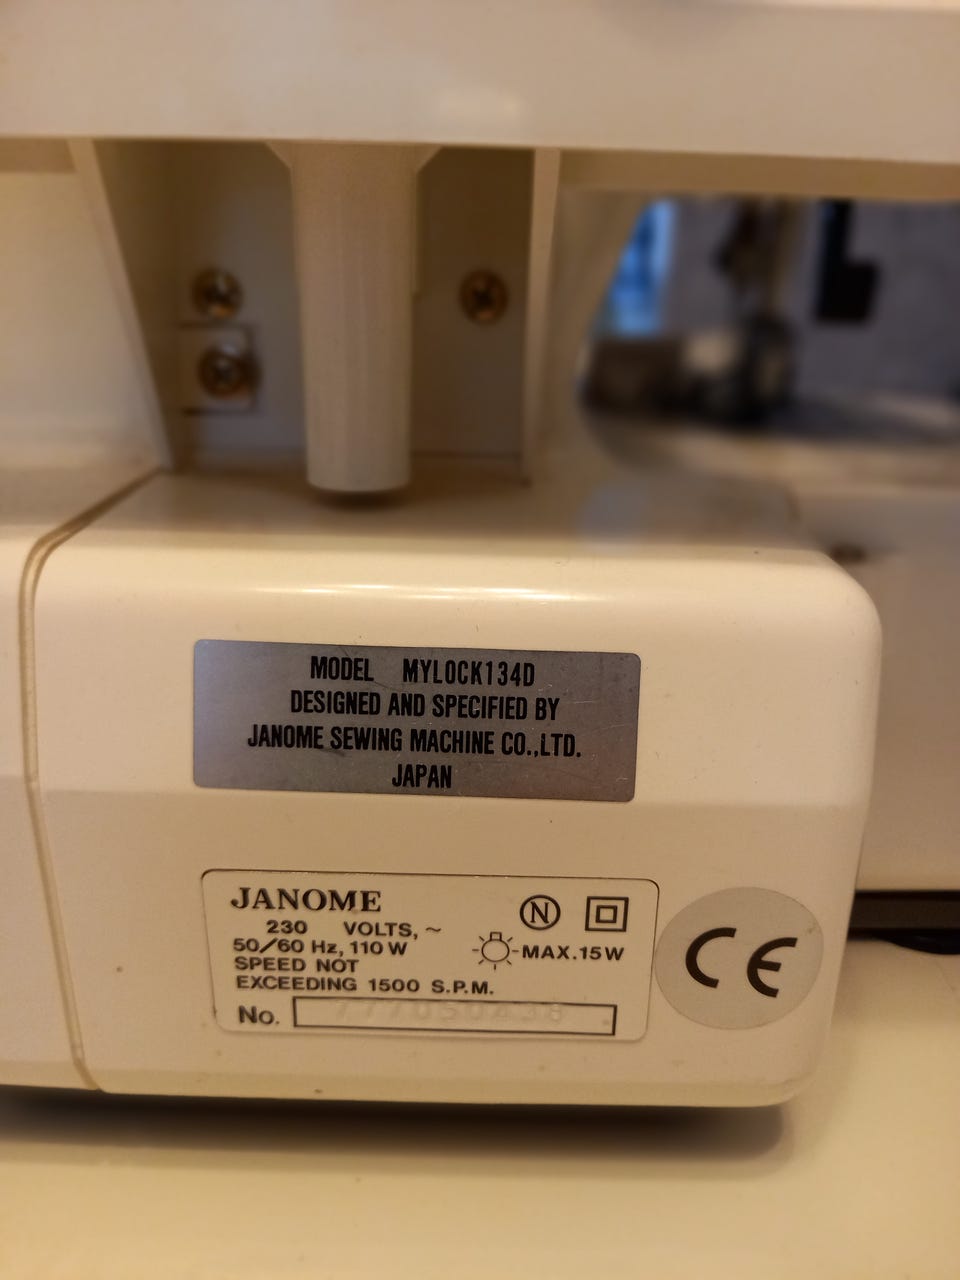 MODEL MYLOCK134D
DESIGNED AND SPECIFIED BY
JANOME SEWING MACHINE CO.,LTD.
JAPAN
JANOME
N
230 VOLTS, ~
50/60 Hz, 110 W
MAX.15W
SPEED NOT
EXCEEDING 1500 S.P.M.
No.
CE